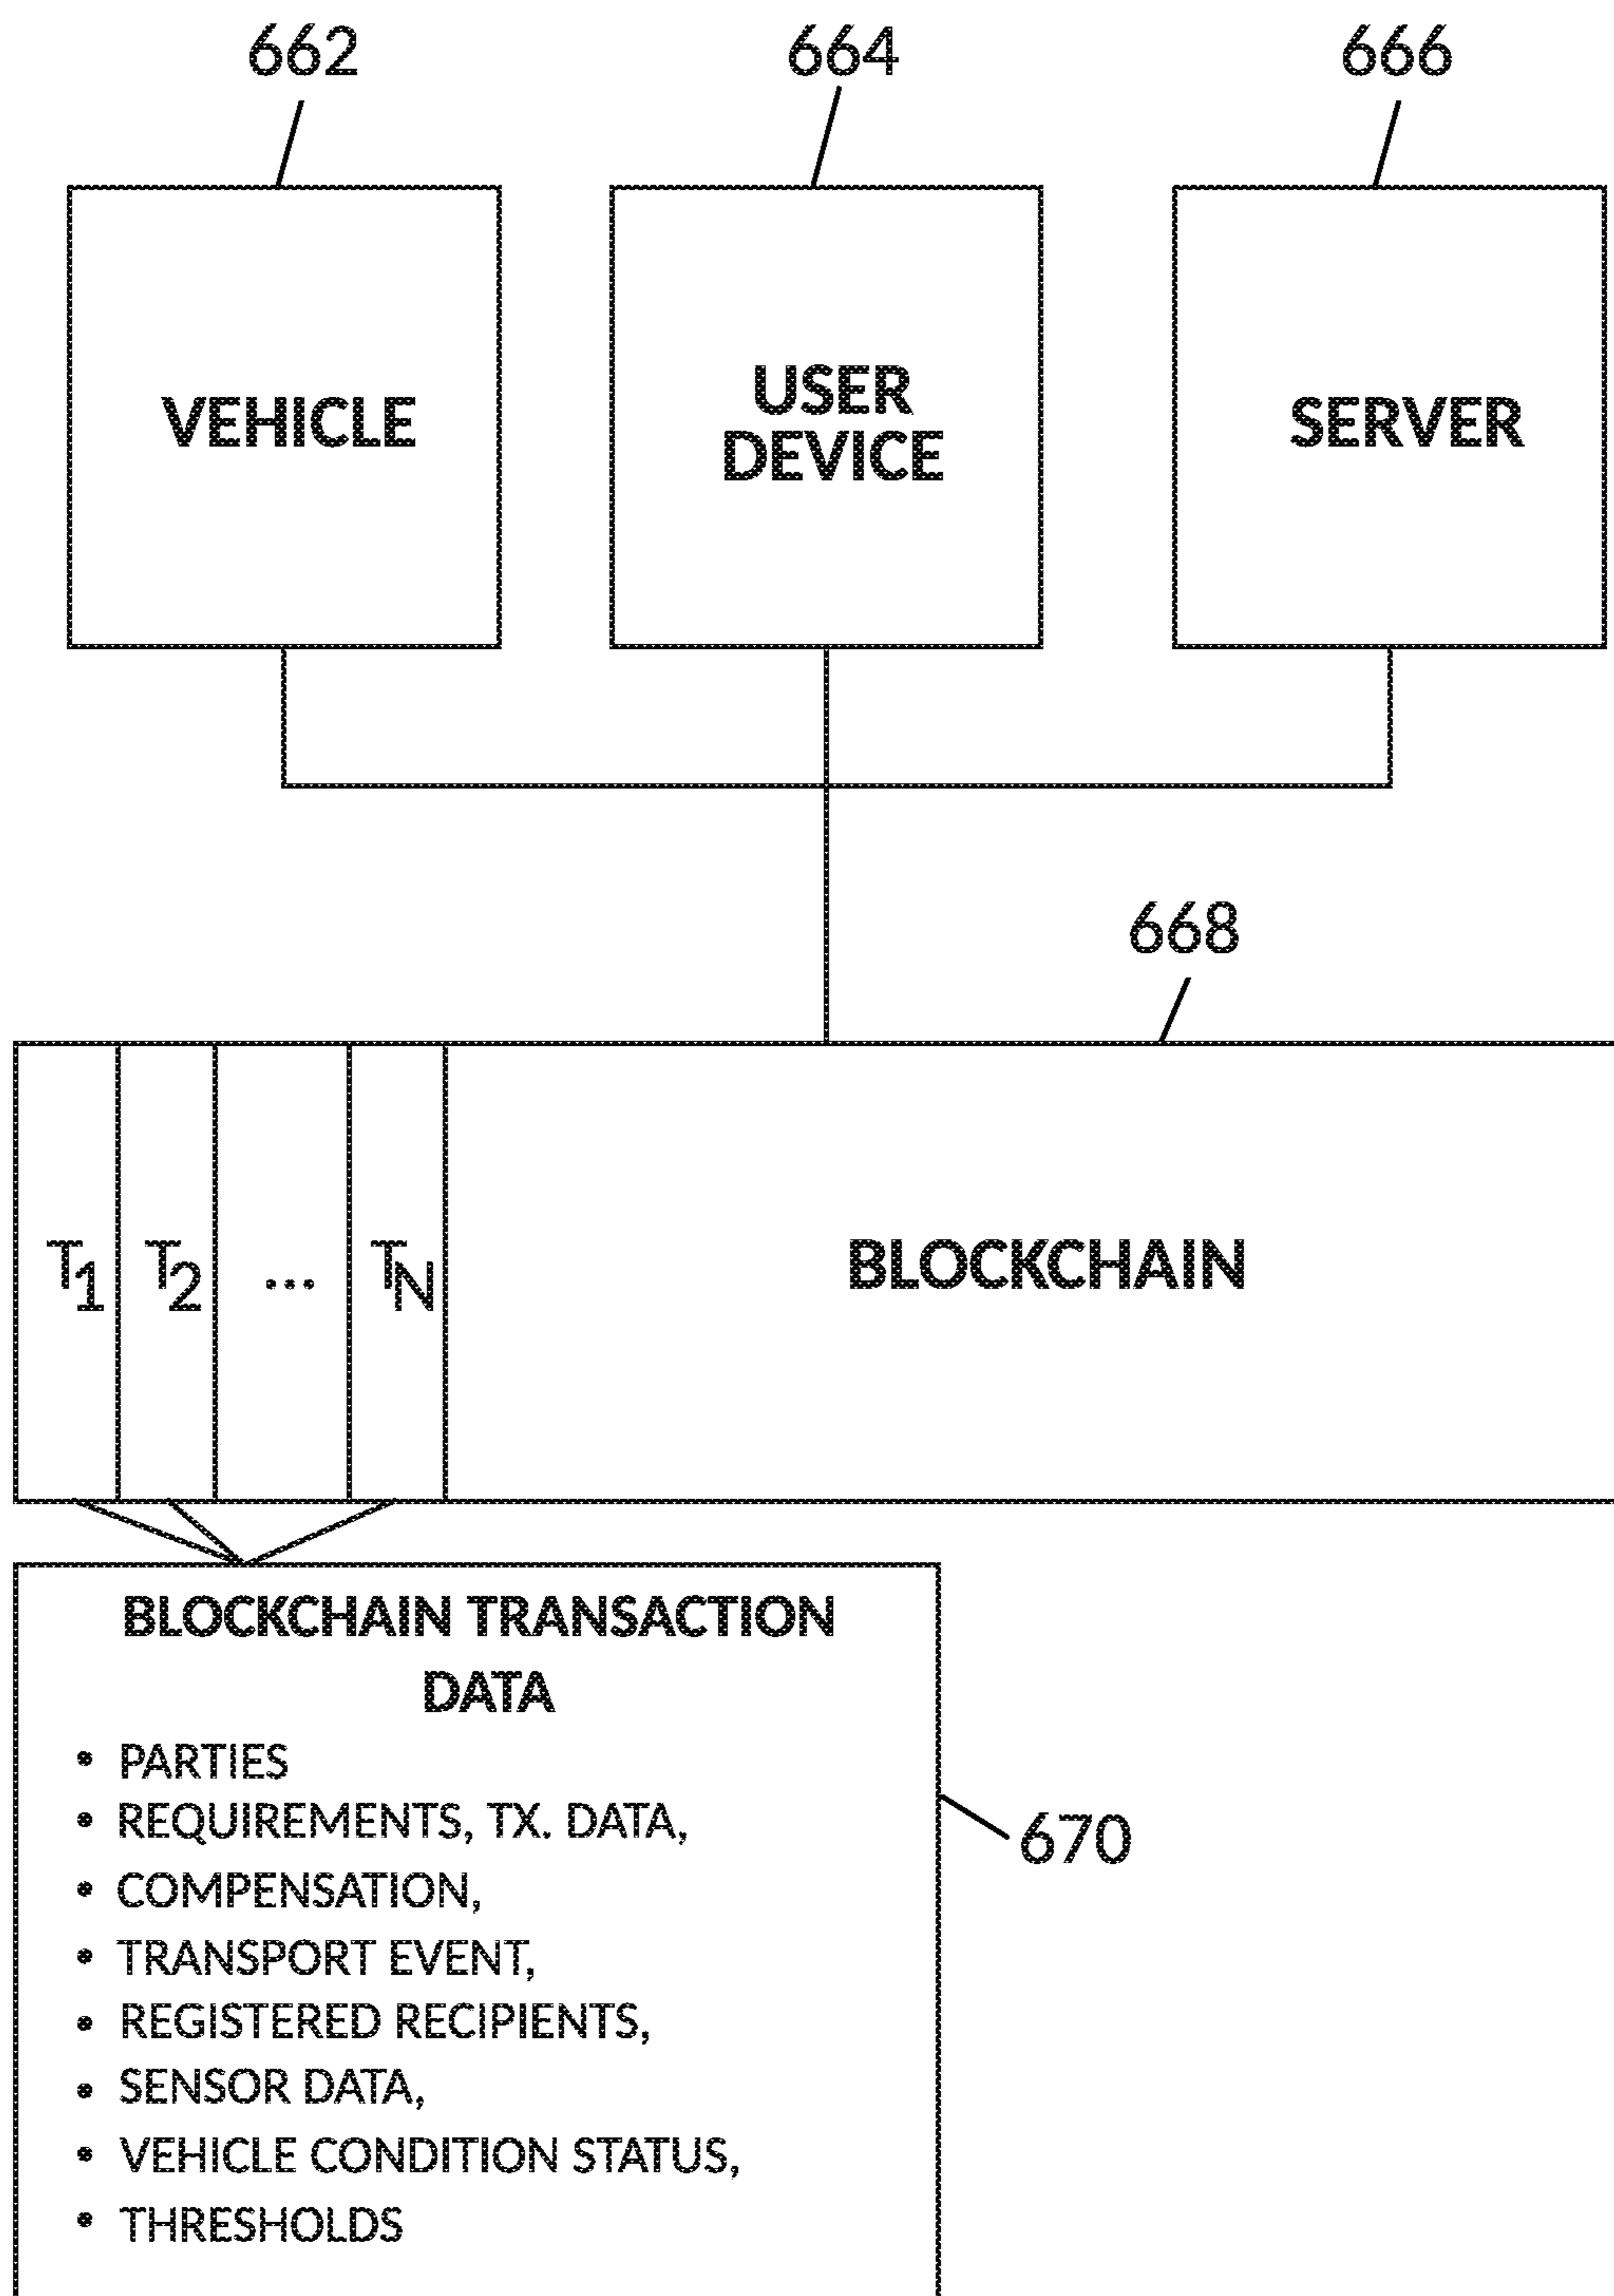 662 664 666
VEHICLE
USER
DEVICE
SERVER
668
T1 T2 ... TN
BLOCKCHAIN
BLOCKCHAIN TRANSACTION
DATA
• PARTIES
• REQUIREMENTS, TX. DATA,
• COMPENSATION,
• TRANSPORT EVENT,
• REGISTERED RECIPIENTS,
• SENSOR DATA,
• VEHICLE CONDITION STATUS,
• THRESHOLDS
670